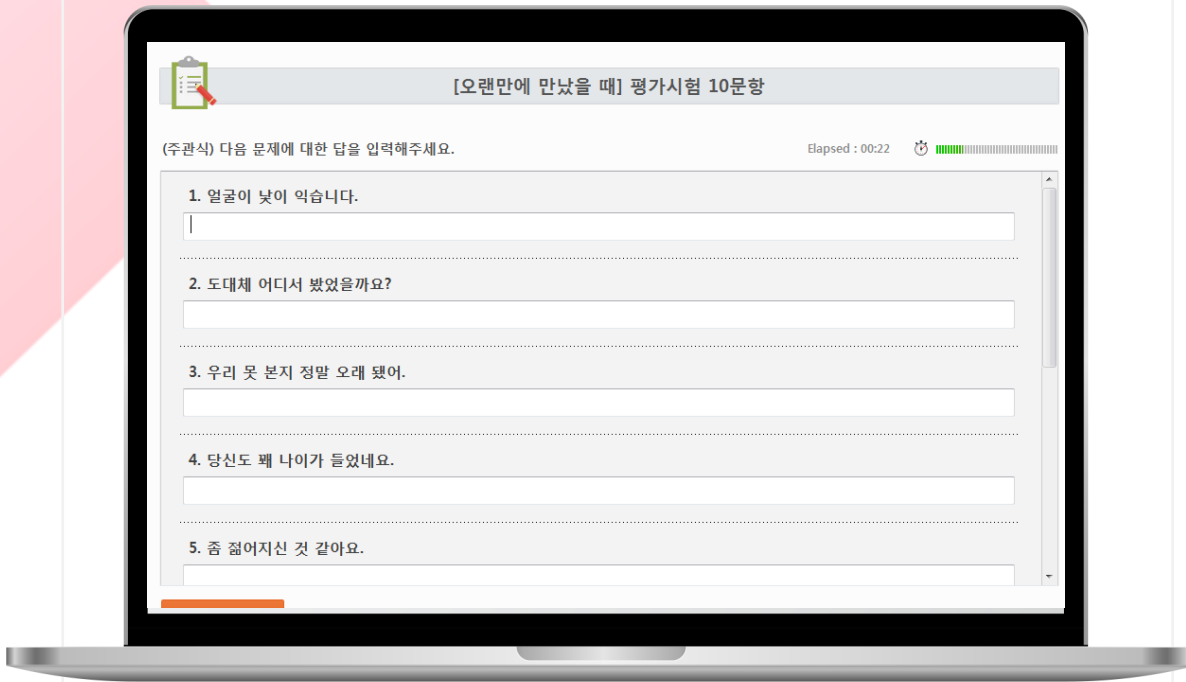 [오랜만에 만났을 때] 평가시험 10문항
(주관식) 다음 문제에 대한 답을 입력해주세요.
Elapsed : 00:22
1. 얼굴이 낯이 익습니다.
2. 도대체 어디서 봤었을까요?
3. 우리 못 본지 정말 오래 됐어.
4. 당신도 꽤 나이가 들었네요.
5. 좀 젊어지신 것 같아요.